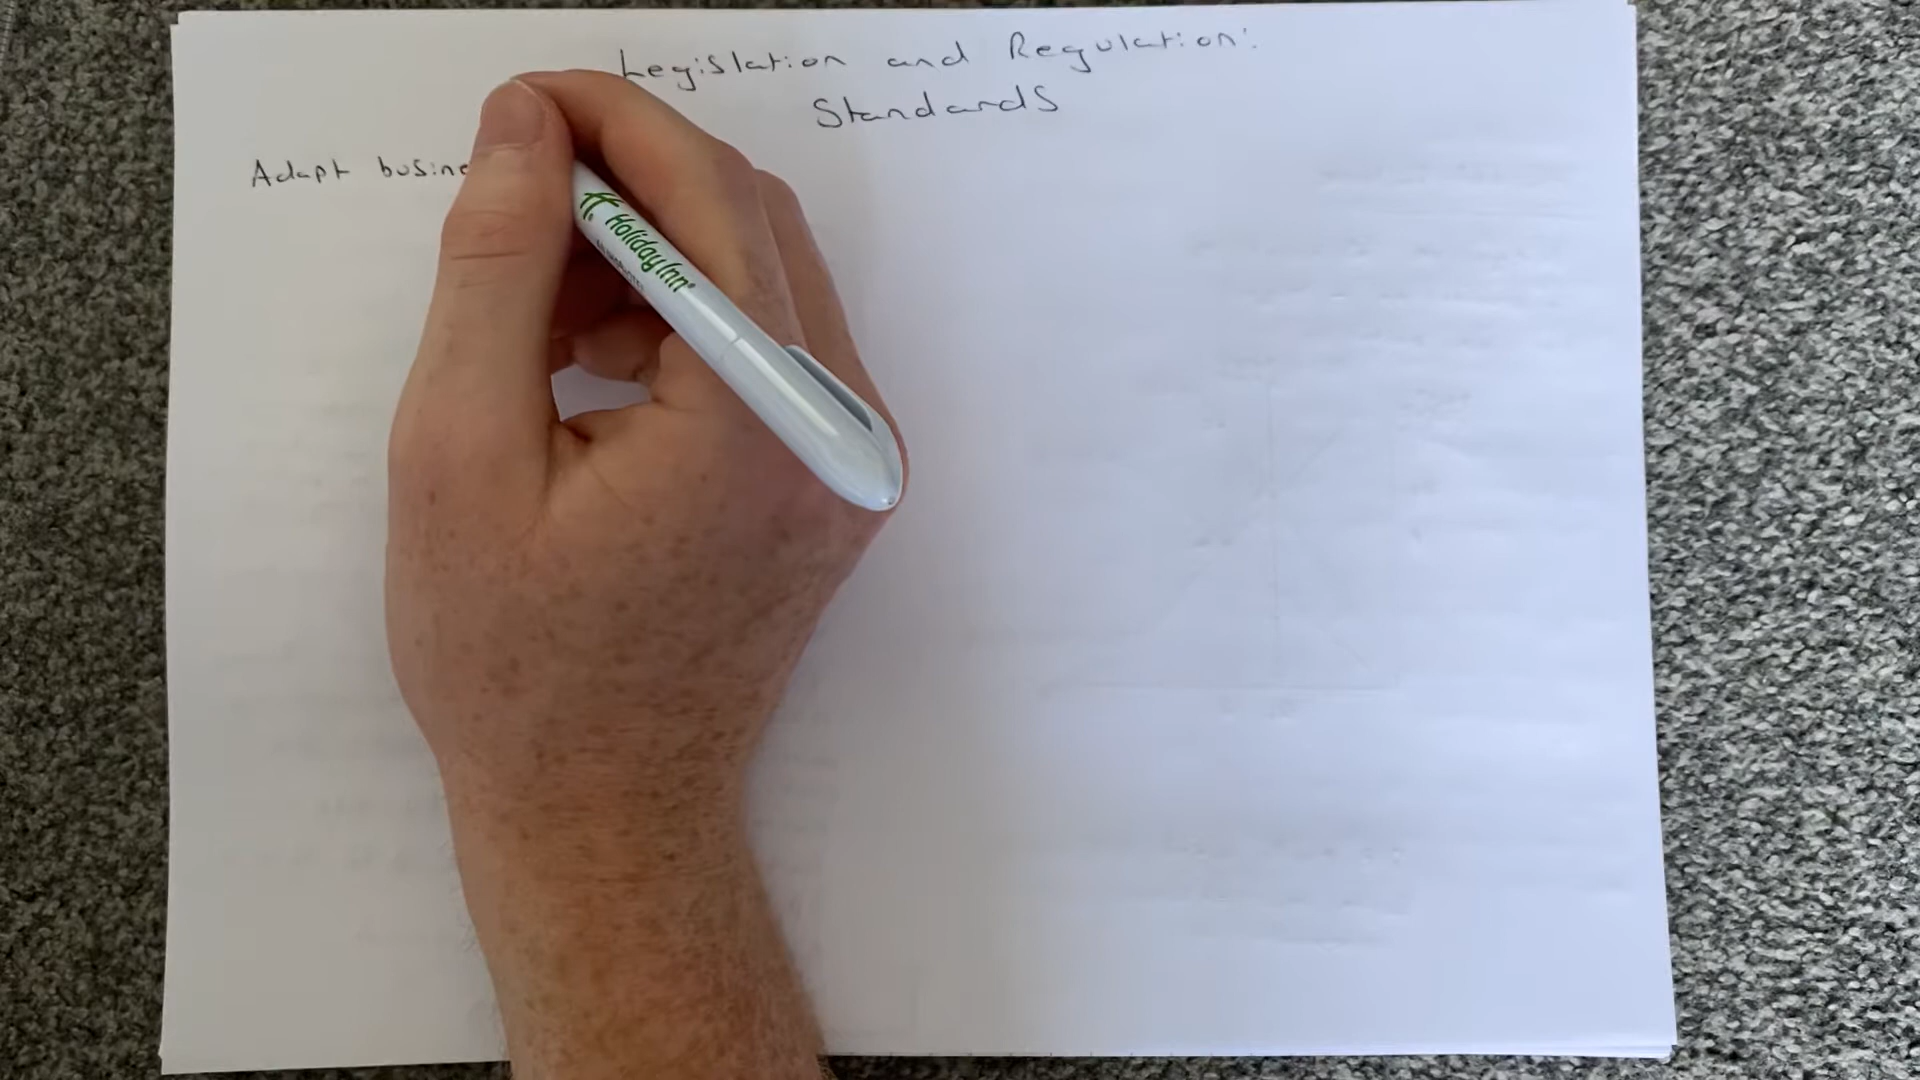 Legislation and Regulation:
Standards
Adapt busine
Holiday Inn